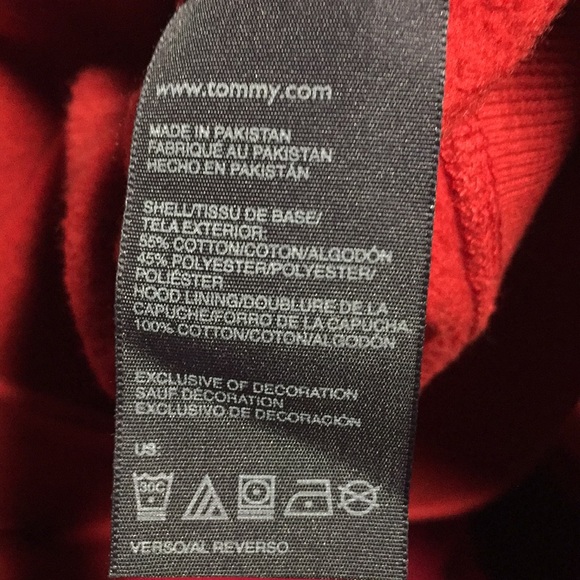 www.tommy.com
MADE IN PAKISTAN
FABRIQUÉ AU PAKISTAN
HECHO EN PAKISTÁN
SHELL/TISSU DE BASE/
TELA EXTERIOR:
55% COTTON/COTON/ALGODÓN
45% POLYESTER/POLYESTER/
POLIÉSTER
HOOD LINING/DOUBLURE DE LA
CAPUCHE/FORRO DE LA CAPUCHA
100% COTTON/COTON/ALGODÓN
EXCLUSIVE OF DECORATION
SAUF DÉCORATION
EXCLUSIVO DE DECORACIÓN
US:
30C
VERSO/AL REVERSO